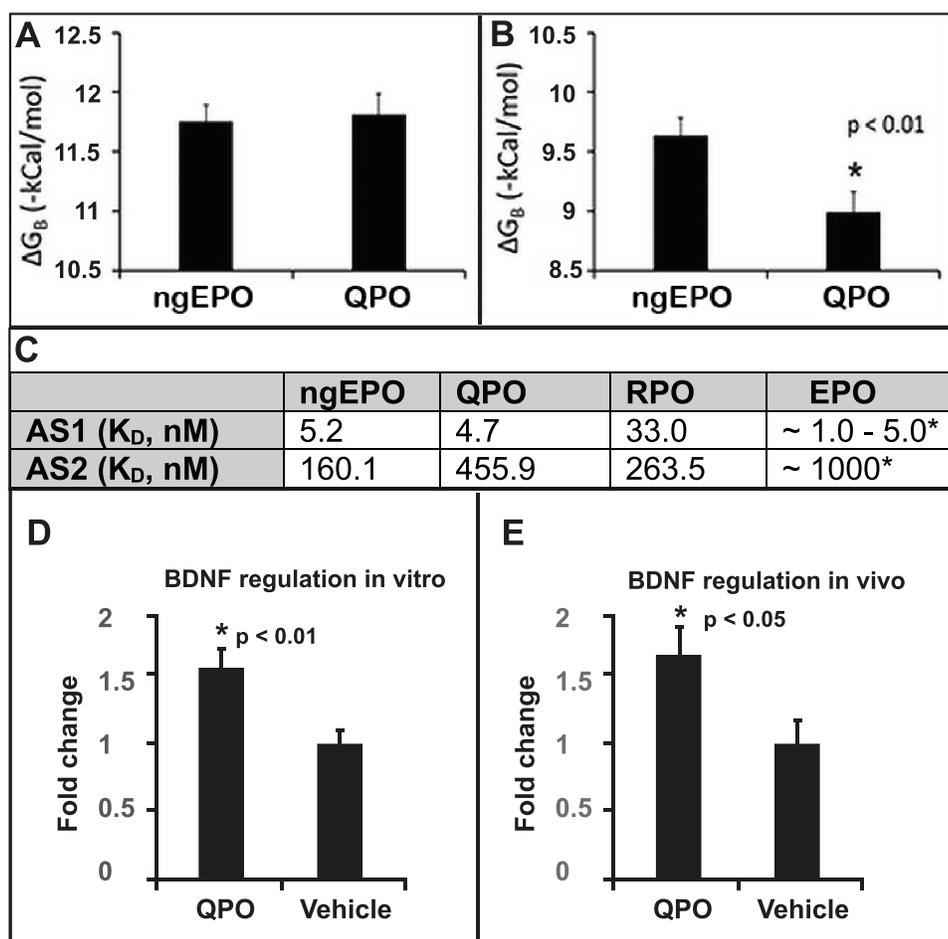 A
ΔG_B (-kCal/mol)
12.5
12
11.5
11
10.5
ngEPO QPO
B
ΔG_B (-kCal/mol)
10.5
10
9.5
9
8.5
p < 0.01
*
ngEPO QPO
C
ngEPO QPO RPO EPO
AS1 (K_D, nM) 5.2 4.7 33.0 ~ 1.0 - 5.0*
AS2 (K_D, nM) 160.1 455.9 263.5 ~ 1000*
D
BDNF regulation in vitro
Fold change
2
1.5
1
0.5
0
* p < 0.01
QPO Vehicle
E
BDNF regulation in vivo
Fold change
2
1.5
1
0.5
0
* p < 0.05
QPO Vehicle